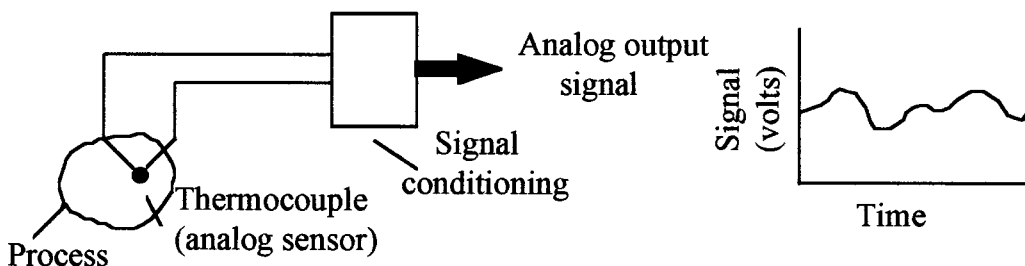 Analog output
signal
Signal
conditioning
Thermocouple
(analog sensor)
Process
Signal
(volts)
Time